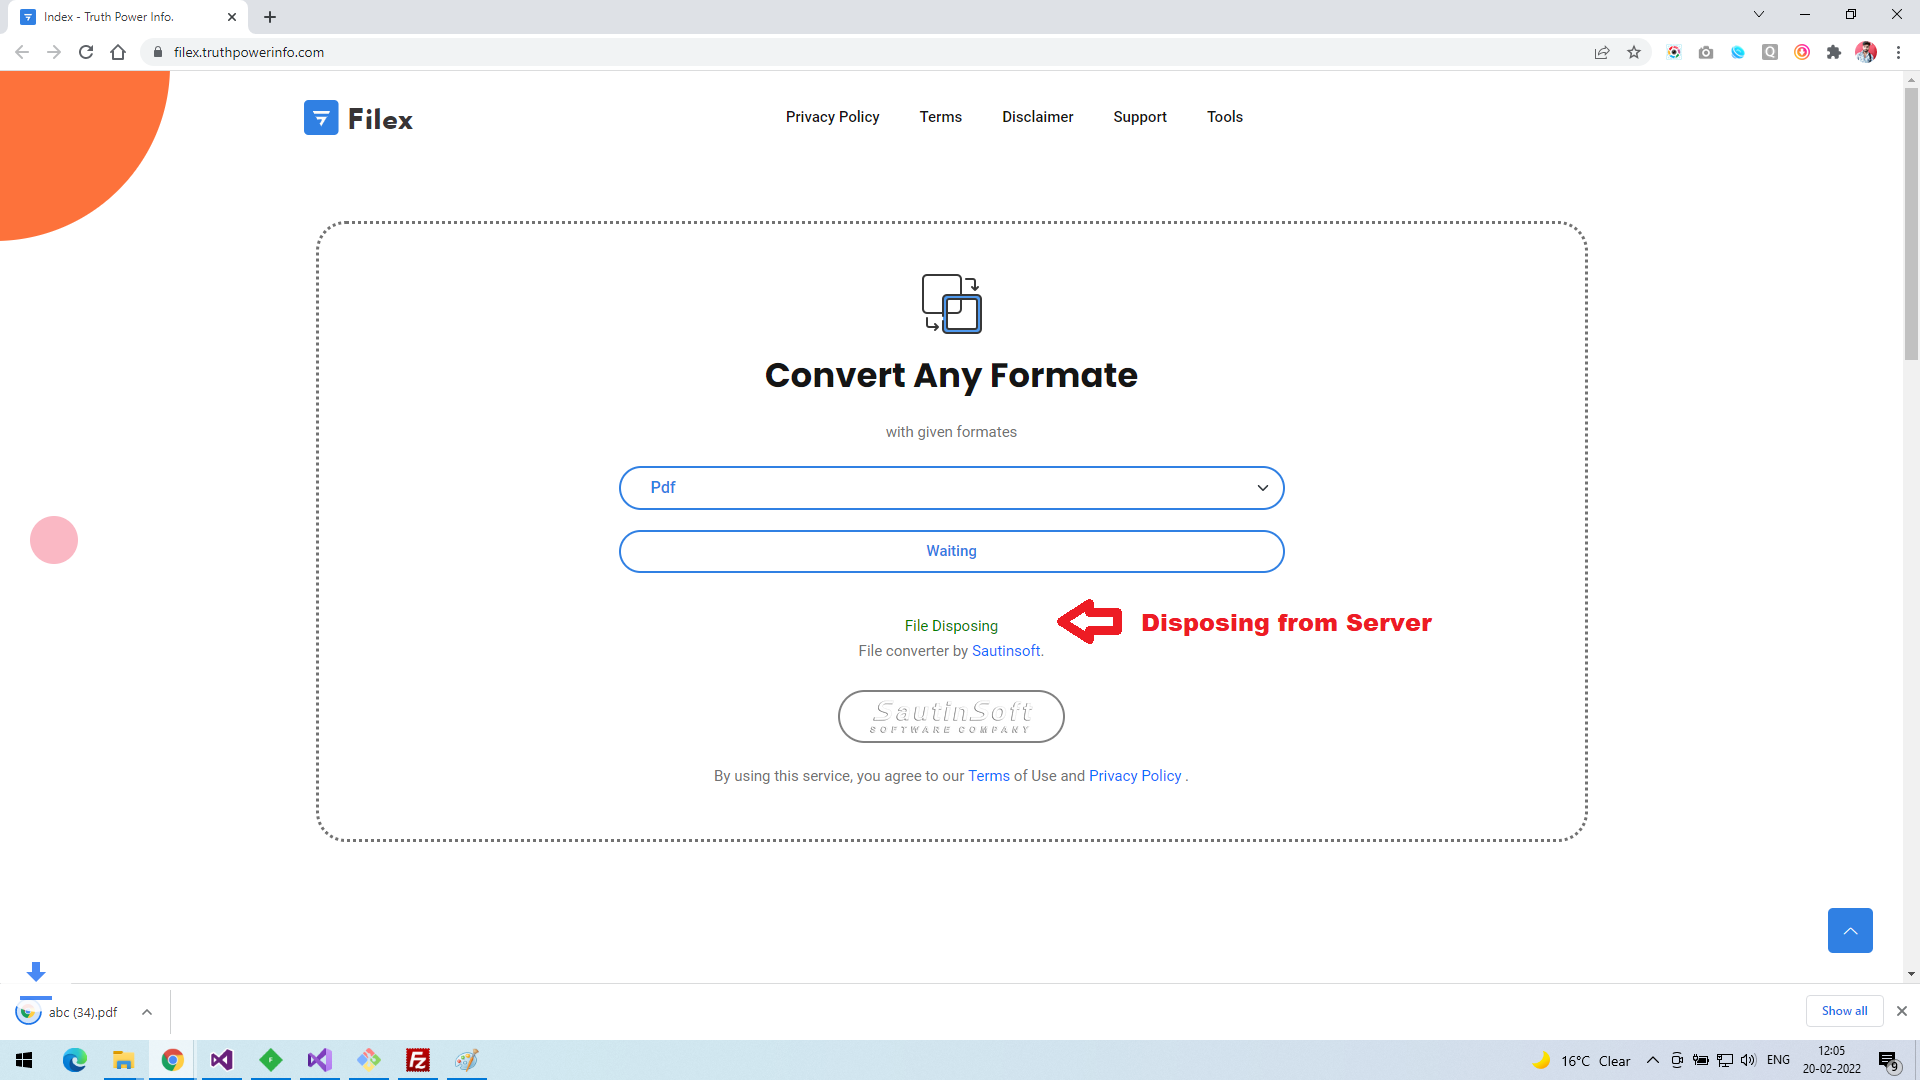 Index - Truth Power Info.
filex.truthpowerinfo.com
Q
Filex
Privacy Policy Terms Disclaimer Support Tools
Convert Any Formate
with given formates
Pdf
Waiting
File Disposing
Disposing from Server
File converter by Sautinsoft.
SautinSoft
SOFTWARE COMPANY
By using this service, you agree to our Terms of Use and Privacy Policy .
abc (34).pdf
Show all
F
FZ
16°C Clear
ENG
12:05
20-02-2022
9